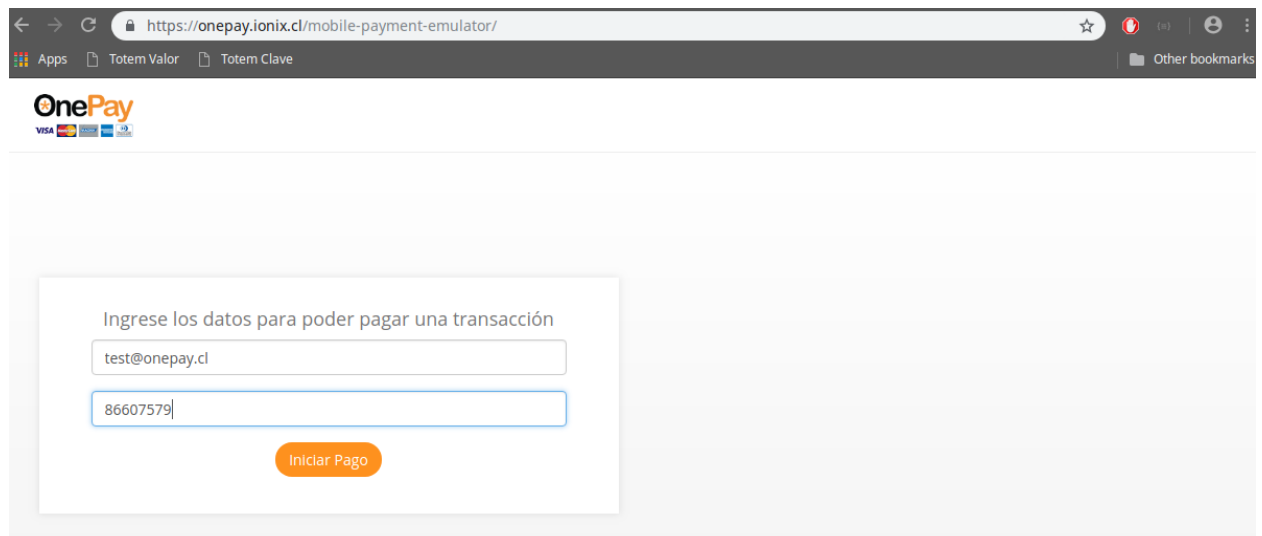 https://onepay.ionix.cl/mobile-payment-emulator/
Apps Totem Valor Totem Clave Other bookmarks
OnePay
VISA
Ingrese los datos para poder pagar una transacción
test@onepay.cl
86607579
Iniciar Pago